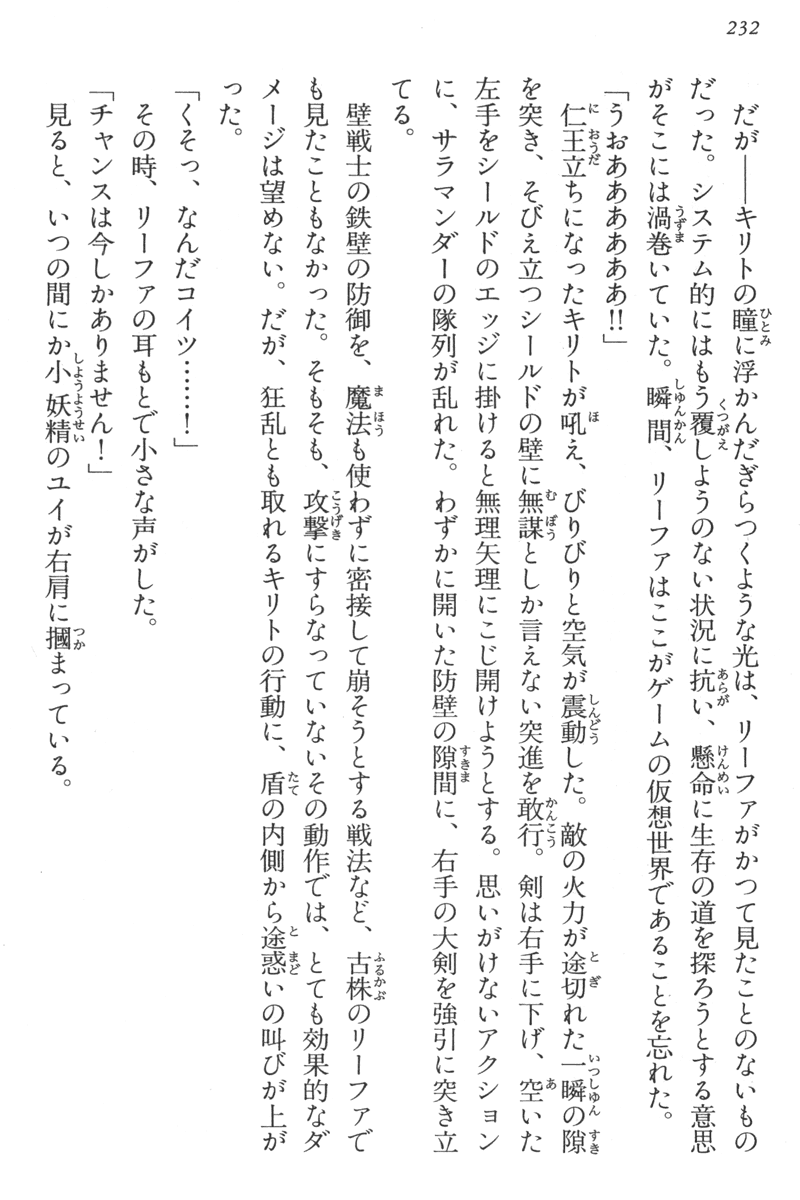 232
だが――キリトの瞳に浮かんだぎらつくような光は、リーファがかつて見たことのないもの
だった。システム的にはもう覆しようのない状況に抗い、懸命に生存の道を探ろうとする意思
がそこには渦巻いていた。瞬間、リーファはここがゲームの仮想世界であることを忘れた。
「うぉあああああぁ!!」
仁王立ちになったキリトが吼え、びりびりと空気が震動した。敵の火力が途切れた一瞬の隙
を突き、そびえ立つシールドの壁に無謀としか言えない突進を敢行。剣は右手に下げ、空いた
左手をシールドのエッジに掛けると無理矢理にこじ開けようとする。思いがけないアクション
に、サラマンダーの隊列が乱れた。わずかに開いた防壁の隙間に、右手の大剣を強引に突き立
てる。
壁戦士の鉄壁の防御を、魔法も使わずに密接して崩そうとする戦法など、古株のリーファで
も見たこともなかった。そもそも、攻撃にすらなっていないその動作では、とても効果的なダ
メージは望めない。だが、狂乱とも取れるキリトの行動に、盾の内側から途惑いの叫びが上が
った。
「くそっ、なんだコイツ……！」
その時、リーファの耳もとで小さな声がした。
「チャンスは今しかありません！」
見ると、いつの間にか小妖精のユイが右肩に摑まっている。